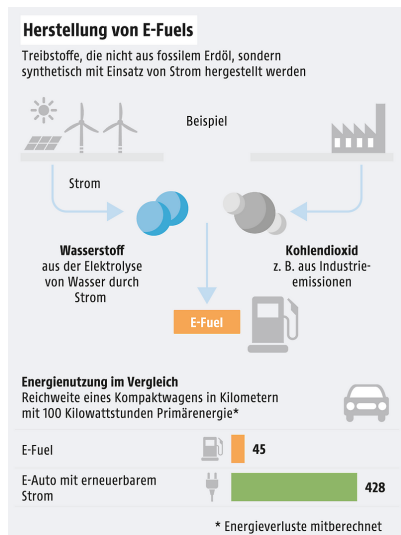 Herstellung von E-Fuels
Treibstoffe, die nicht aus fossilem Erdöl, sondern
synthetisch mit Einsatz von Strom hergestellt werden
Beispiel
Strom
Wasserstoff
aus der Elektrolyse
von Wasser durch
Strom
Kohlendioxid
z. B. aus Industrie-
emissionen
E-Fuel
Energienutzung im Vergleich
Reichweite eines Kompaktwagens in Kilometern
mit 100 Kilowattstunden Primärenergie*
E-Fuel 45
E-Auto mit erneuerbarem
Strom 428
* Energieverluste mitberechnet